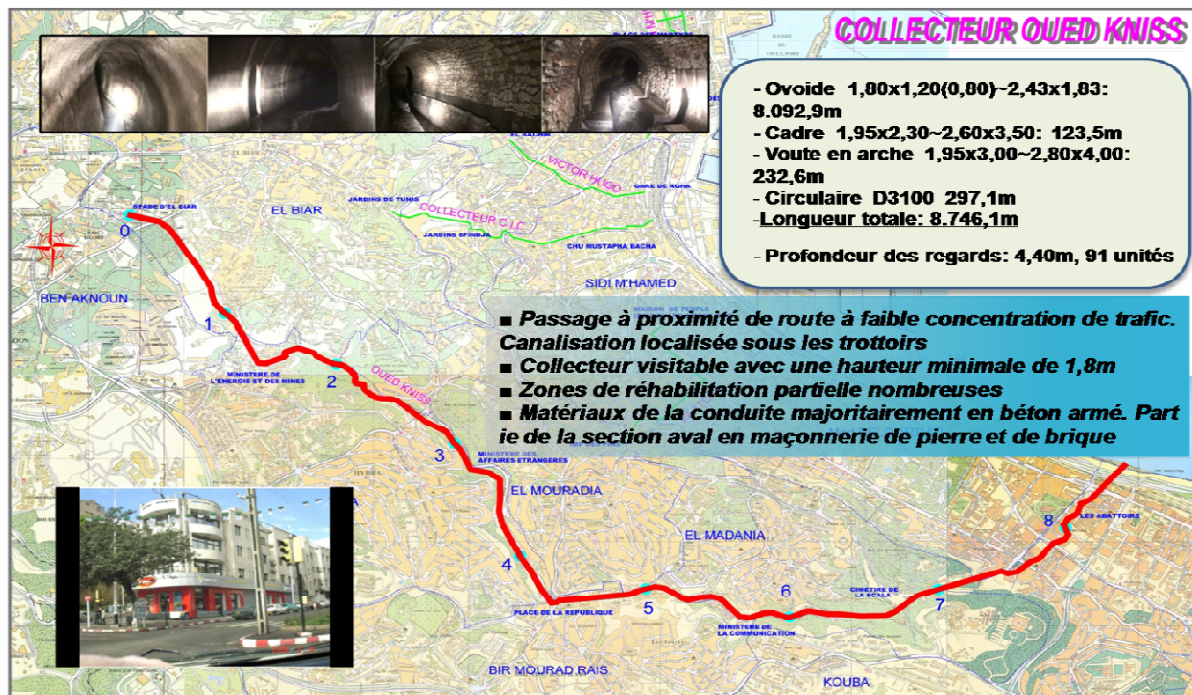 COLLECTEUR OUED KNISS
- Ovoide 1,80x1,20(0,80)~2,43x1,83:
8.092,9m
- Cadre 1,95x2,30~2,60x3,50: 123,5m
- Voute en arche 1,95x3,00~2,80x4,00:
232,6m
- Circulaire D3100 297,1m
-Longueur totale: 8.746,1m
- Profondeur des regards: 4,40m, 91 unités
■ Passage à proximité de route à faible concentration de trafic.
Canalisation localisée sous les trottoirs
■ Collecteur visitable avec une hauteur minimale de 1,8m
■ Zones de réhabilitation partielle nombreuses
■ Matériaux de la conduite majoritairement en béton armé. Part
ie de la section aval en maçonnerie de pierre et de brique
VICTOR HUGO
JARDINS DE TUNIS
COLLECTEUR C.I.C
JARDINS SFINDJA
CHU MUSTAPHA BACHA
STADE D'EL BIAR
0
EL BIAR
SIDI M'HAMED
BEN AKNOUN
1
MINISTERE DE
L'ENERGIE ET DES MINES
2
OUED KNISS
3
MINISTERE DES
AFFAIRES ETRANGERES
EL MOURADIA
EL MADANIA
4
PLACE DE LA REPUBLIQUE
5
6
MINISTERE DE
LA COMMUNICATION
CIMETIRE DE
LA SCALA
7
8
LES ABATTOIRS
BIR MOURAD RAIS
KOUBA